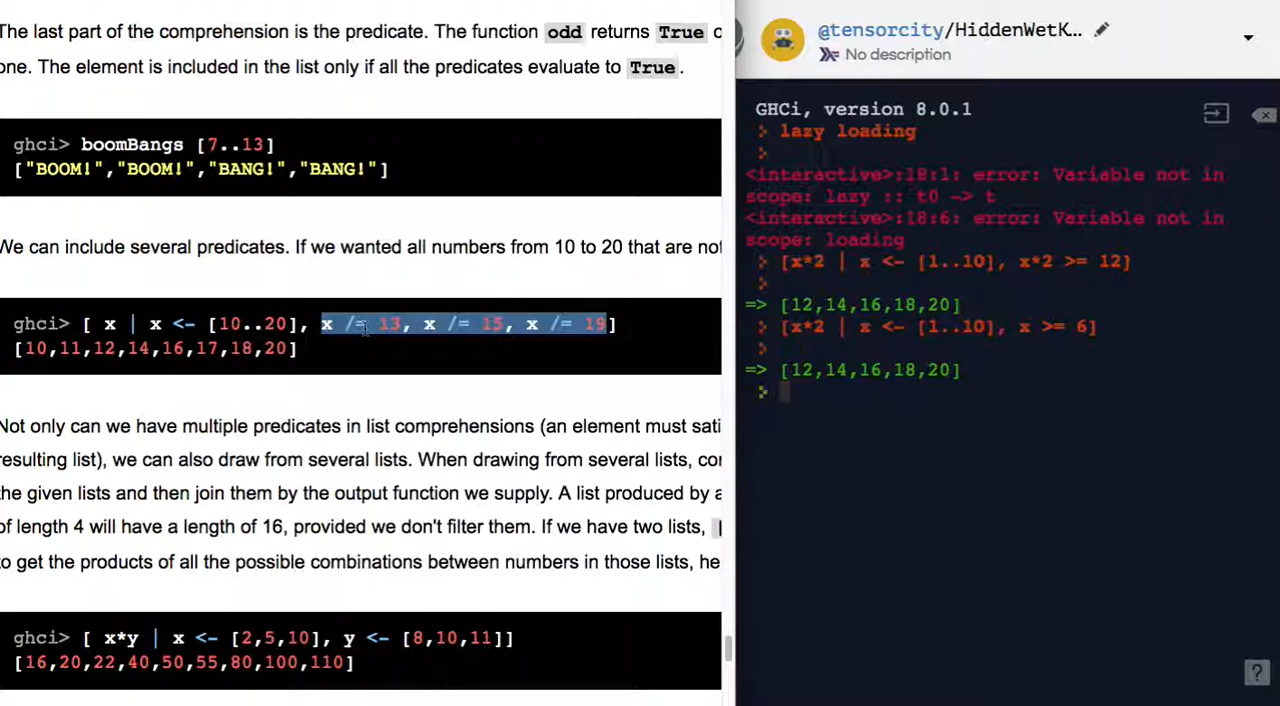 The last part of the comprehension is the predicate. The function odd returns True o
one. The element is included in the list only if all the predicates evaluate to True.
ghci> boomBangs [7..13]
["BOOM!","BOOM!","BANG!","BANG!"]
We can include several predicates. If we wanted all numbers from 10 to 20 that are not
ghci> [ x | x <- [10..20], x /= 13, x /= 15, x /= 19]
[10,11,12,14,16,17,18,20]
Not only can we have multiple predicates in list comprehensions (an element must sati
resulting list), we can also draw from several lists. When drawing from several lists, co
the given lists and then join them by the output function we supply. A list produced by a
of length 4 will have a length of 16, provided we don't filter them. If we have two lists, [
to get the products of all the possible combinations between numbers in those lists, he
ghci> [ x*y | x <- [2,5,10], y <- [8,10,11]]
[16,20,22,40,50,55,80,100,110]
@tensorcity/HiddenWetK...
No description
GHCi, version 8.0.1
> lazy loading
>
<interactive>:18:1: error: Variable not in
scope: lazy :: t0 -> t
<interactive>:18:6: error: Variable not in
scope: loading
> [x*2 | x <- [1..10], x*2 >= 12]
>
=> [12,14,16,18,20]
> [x*2 | x <- [1..10], x >= 6]
>
=> [12,14,16,18,20]
>
?